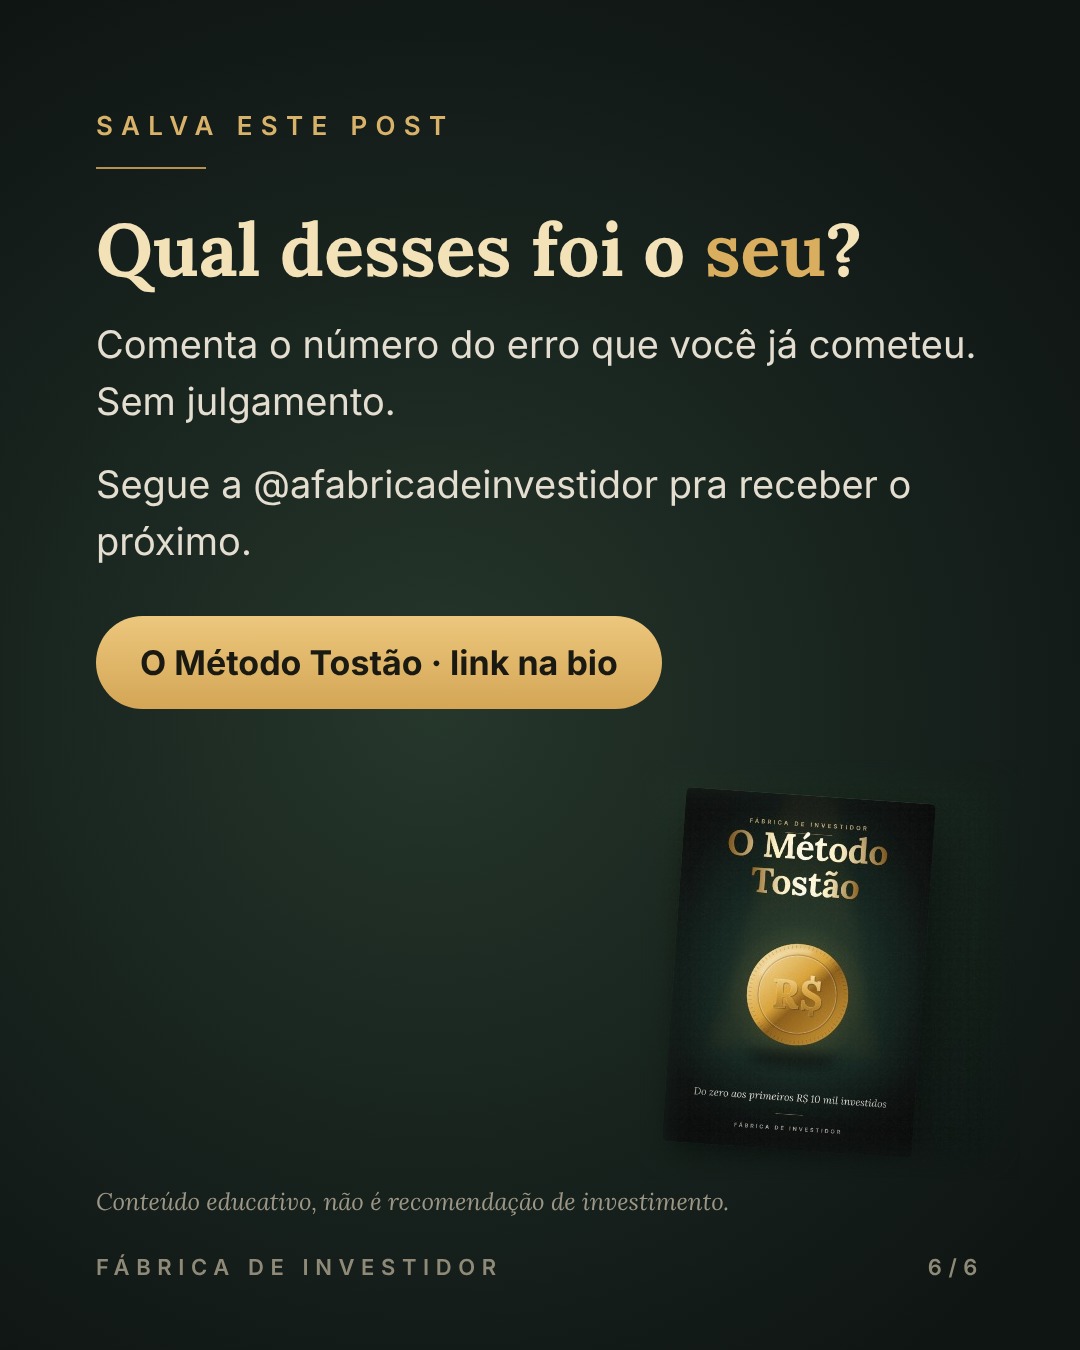 SALVA ESTE POST
Qual desses foi o seu?
Comenta o número do erro que você já cometeu.
Sem julgamento.
Segue a @afabricadeinvestidor pra receber o
próximo.
O Método Tostão · link na bio
FÁBRICA DE INVESTIDOR
O Método
Tostão
R$
Do zero aos primeiros R$ 10 mil investidos
FÁBRICA DE INVESTIDOR
Conteúdo educativo, não é recomendação de investimento.
FÁBRICA DE INVESTIDOR
6/6